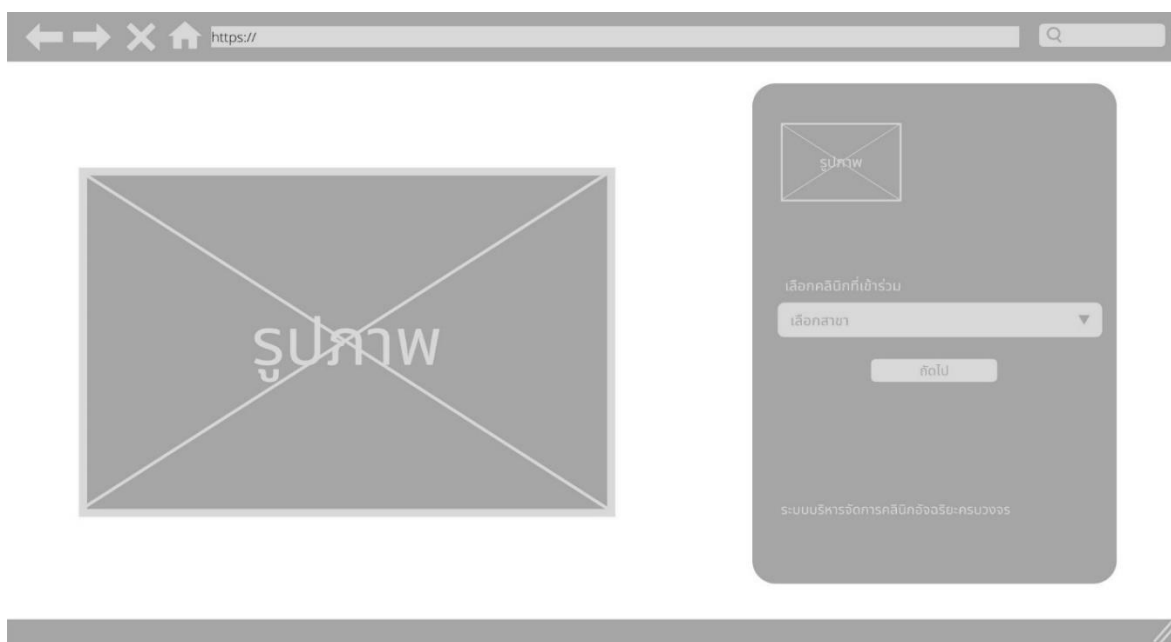 https://
รูปภาพ
รูปภาพ
เลือกคลินิกที่เข้าร่วม
เลือกสาขา
ถัดไป
ระบบบริหารจัดการคลินิกอัจฉริยะครบวงจร